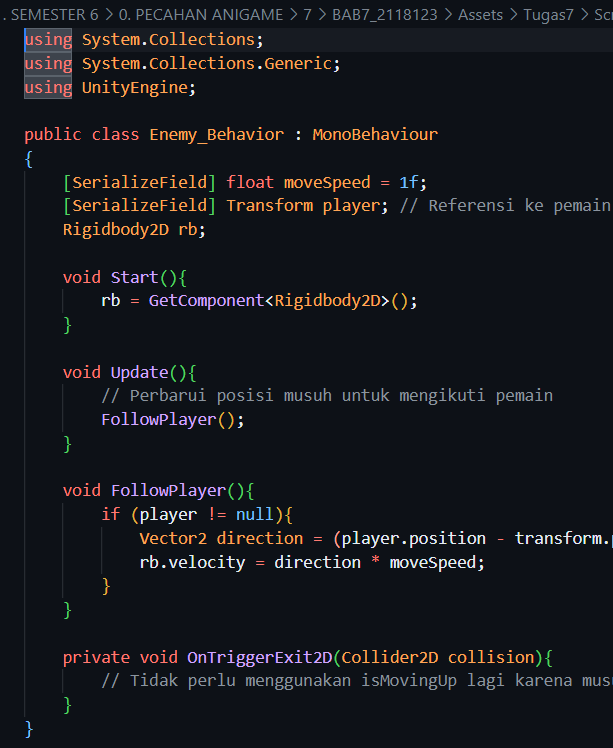 . SEMESTER 6 > 0. PECAHAN ANIGAME > 7 > BAB7_2118123 > Assets > Tugas7 > Scr
using System.Collections;
using System.Collections.Generic;
using UnityEngine;
public class Enemy_Behavior : MonoBehaviour
{
[SerializeField] float moveSpeed = 1f;
[SerializeField] Transform player; // Referensi ke pemain
Rigidbody2D rb;
void Start(){
rb = GetComponent<Rigidbody2D>();
}
void Update(){
// Perbarui posisi musuh untuk mengikuti pemain
FollowPlayer();
}
void FollowPlayer(){
if (player != null){
Vector2 direction = (player.position - transform.p
rb.velocity = direction * moveSpeed;
}
}
private void OnTriggerExit2D(Collider2D collision){
// Tidak perlu menggunakan isMovingUp lagi karena musu
}
}